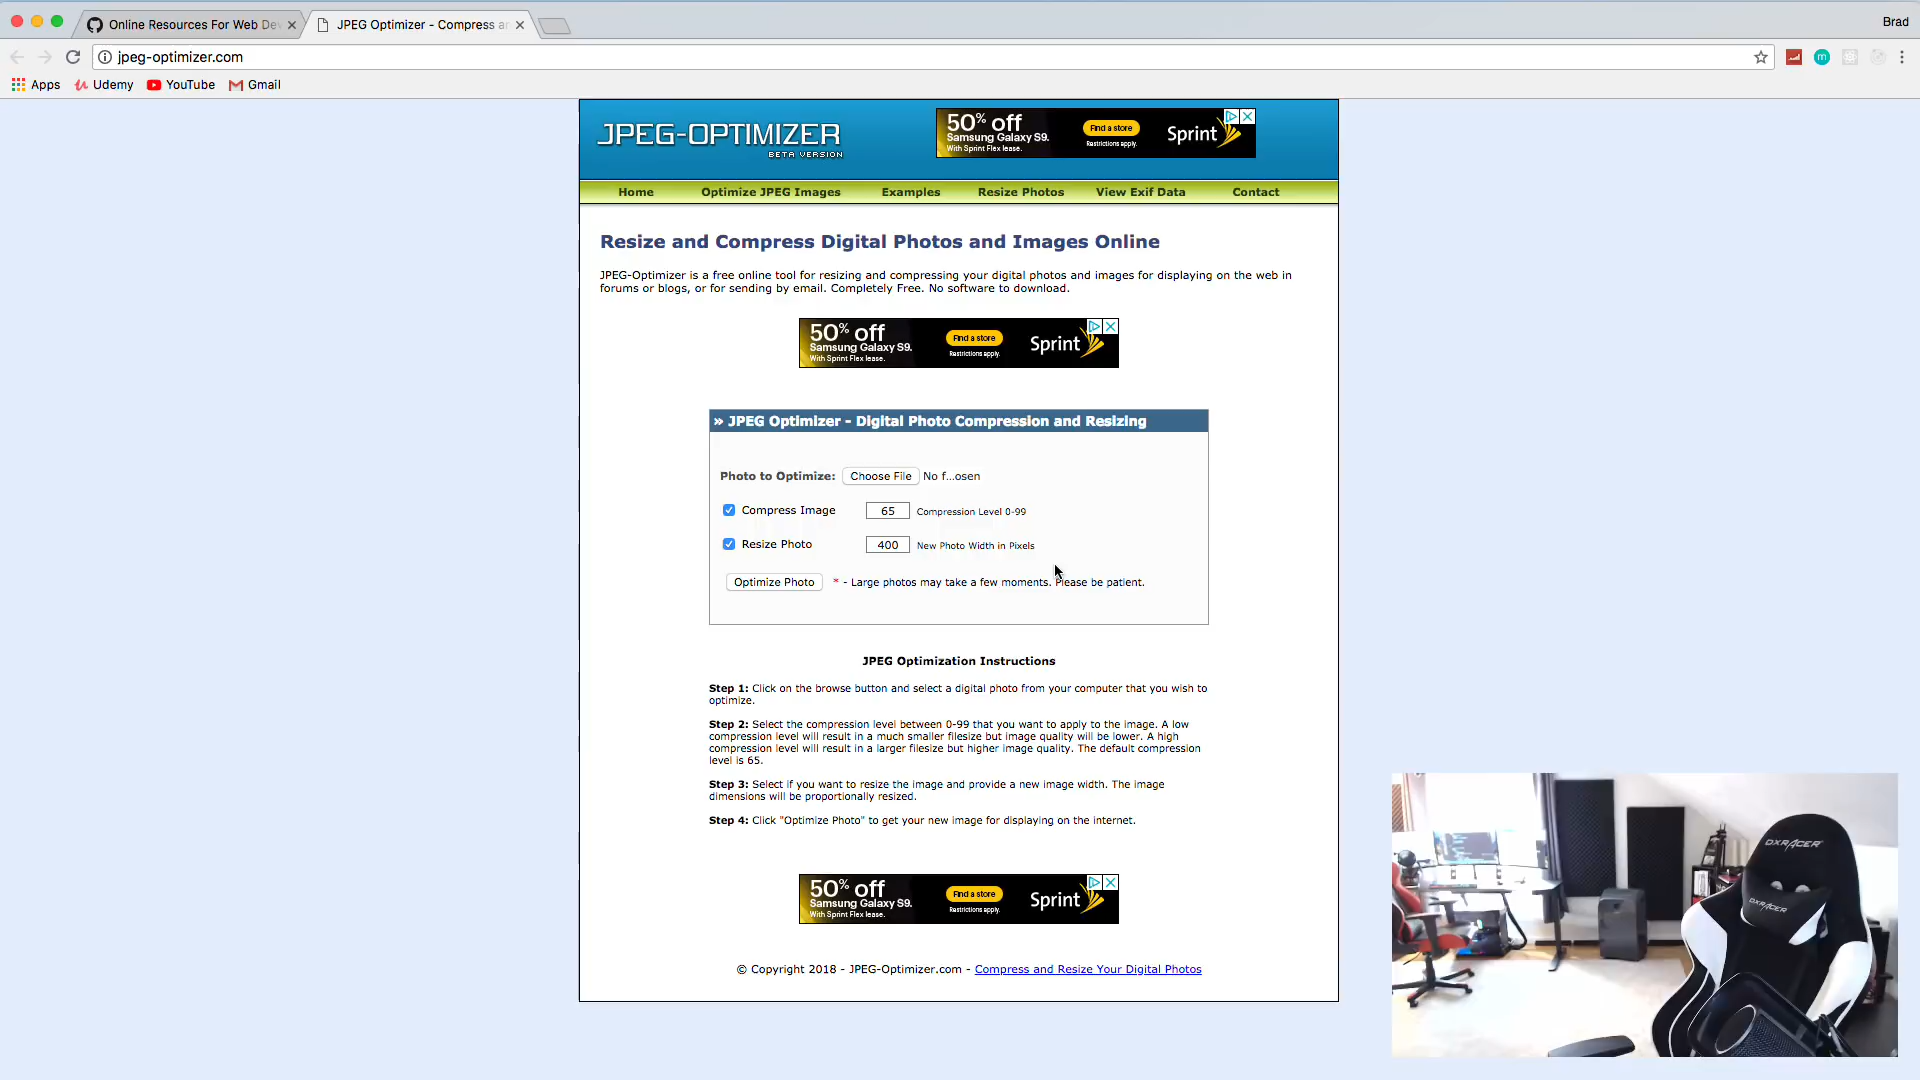 Brad
Online Resources For Web De
JPEG Optimizer - Compress a
jpeg-optimizer.com
Apps
Udemy
YouTube
Gmail
JPEG-OPTIMIZER
BETA VERSION
50% off
Samsung Galaxy S9.
With Sprint Flex lease.
Find a store
Restrictions apply.
Sprint
Home
Optimize JPEG Images
Examples
Resize Photos
View Exif Data
Contact
Resize and Compress Digital Photos and Images Online
JPEG-Optimizer is a free online tool for resizing and compressing your digital photos and images for displaying on the web in
forums or blogs, or for sending by email. Completely Free. No software to download.
50% off
Samsung Galaxy S9.
With Sprint Flex lease.
Find a store
Restrictions apply.
Sprint
» JPEG Optimizer - Digital Photo Compression and Resizing
Photo to Optimize: Choose File No f...osen
Compress Image 65 Compression Level 0-99
Resize Photo 400 New Photo Width in Pixels
Optimize Photo * - Large photos may take a few moments. Please be patient.
JPEG Optimization Instructions
Step 1: Click on the browse button and select a digital photo from your computer that you wish to
optimize.
Step 2: Select the compression level between 0-99 that you want to apply to the image. A low
compression level will result in a much smaller filesize but image quality will be lower. A high
compression level will result in a larger filesize but higher image quality. The default compression
level is 65.
Step 3: Select if you want to resize the image and provide a new image width. The image
dimensions will be proportionally resized.
Step 4: Click "Optimize Photo" to get your new image for displaying on the internet.
50% off
Samsung Galaxy S9.
With Sprint Flex lease.
Find a store
Restrictions apply.
Sprint
© Copyright 2018 - JPEG-Optimizer.com - Compress and Resize Your Digital Photos
DXRACER
DXRACER